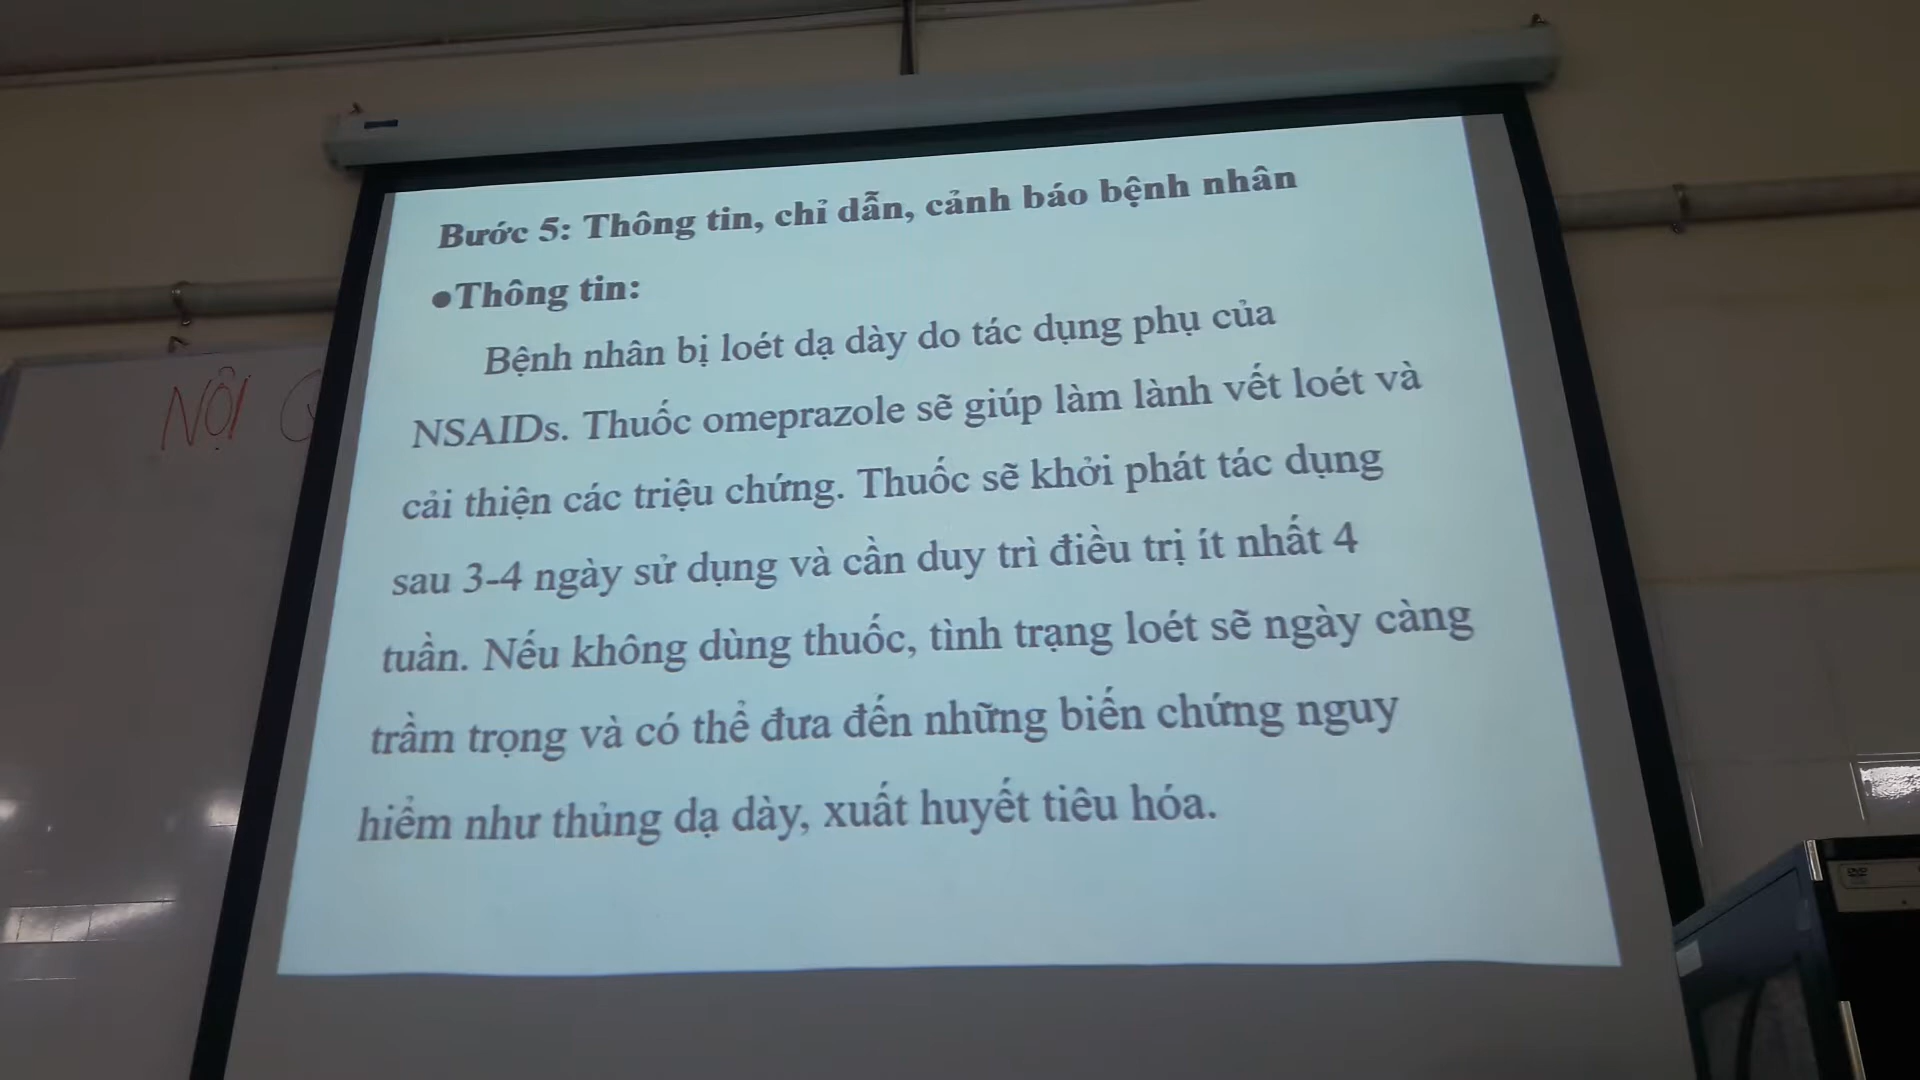 Bước 5: Thông tin, chỉ dẫn, cảnh báo bệnh nhân
●Thông tin:
Bệnh nhân bị loét dạ dày do tác dụng phụ của
NSAIDs. Thuốc omeprazole sẽ giúp làm lành vết loét và
cải thiện các triệu chứng. Thuốc sẽ khởi phát tác dụng
sau 3-4 ngày sử dụng và cần duy trì điều trị ít nhất 4
tuần. Nếu không dùng thuốc, tình trạng loét sẽ ngày càng
trầm trọng và có thể đưa đến những biến chứng nguy
hiểm như thủng dạ dày, xuất huyết tiêu hóa.
NỘI